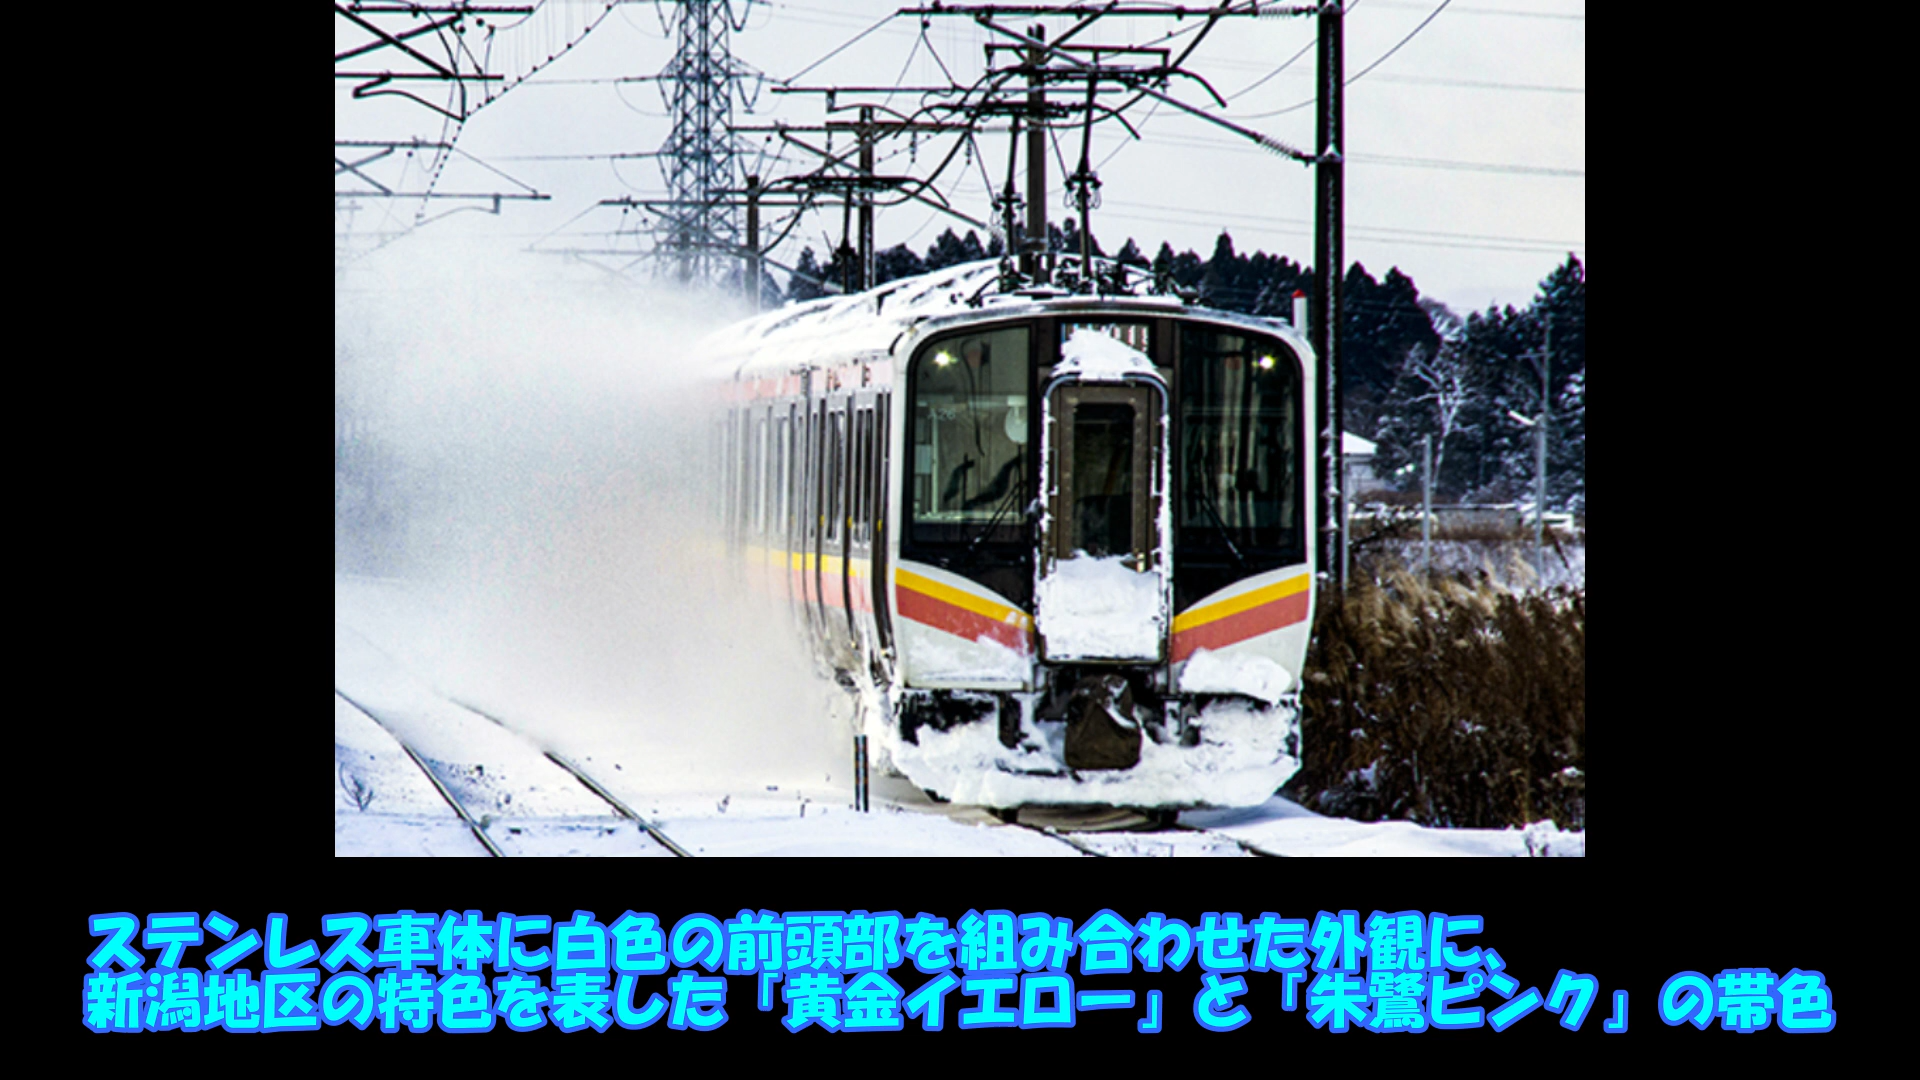 ステンレス車体に白色の前頭部を組み合わせた外観に、
新潟地区の特色を表した「黄金イエロー」と「朱鷺ピンク」の帯色